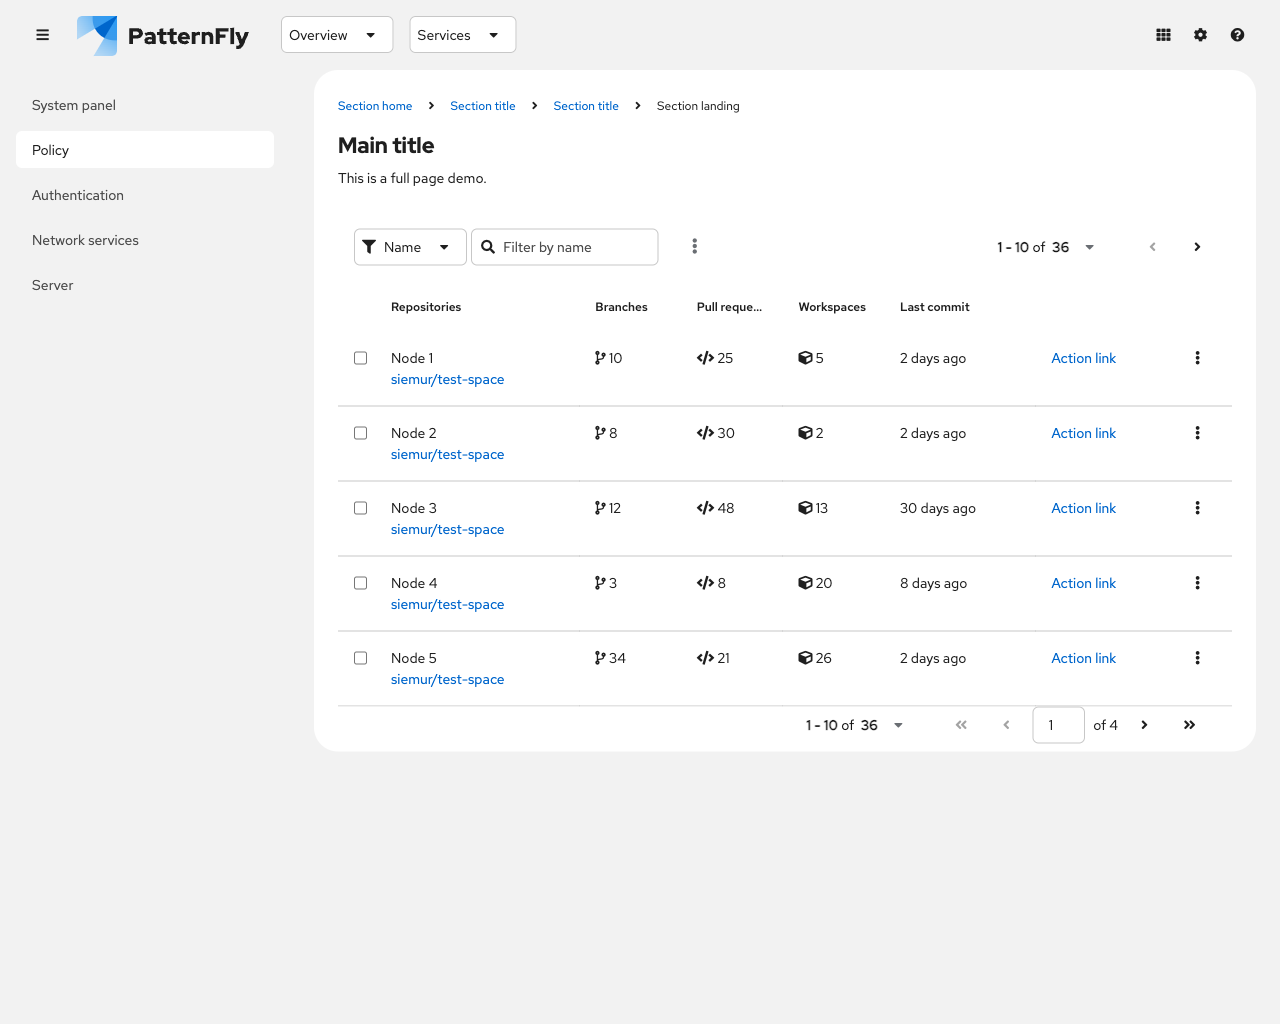 PatternFly
Overview
Services
System panel
Policy
Authentication
Network services
Server
Section home
Section title
Section title
Section landing
Main title
This is a full page demo.
Name
Filter by name
1 - 10 of 36
Repositories Branches Pull reque... Workspaces Last commit
Node 1 10 25 5 2 days ago Action link
siemur/test-space
Node 2 8 30 2 2 days ago Action link
siemur/test-space
Node 3 12 48 13 30 days ago Action link
siemur/test-space
Node 4 3 8 20 8 days ago Action link
siemur/test-space
Node 5 34 21 26 2 days ago Action link
siemur/test-space
1 - 10 of 36 1 of 4